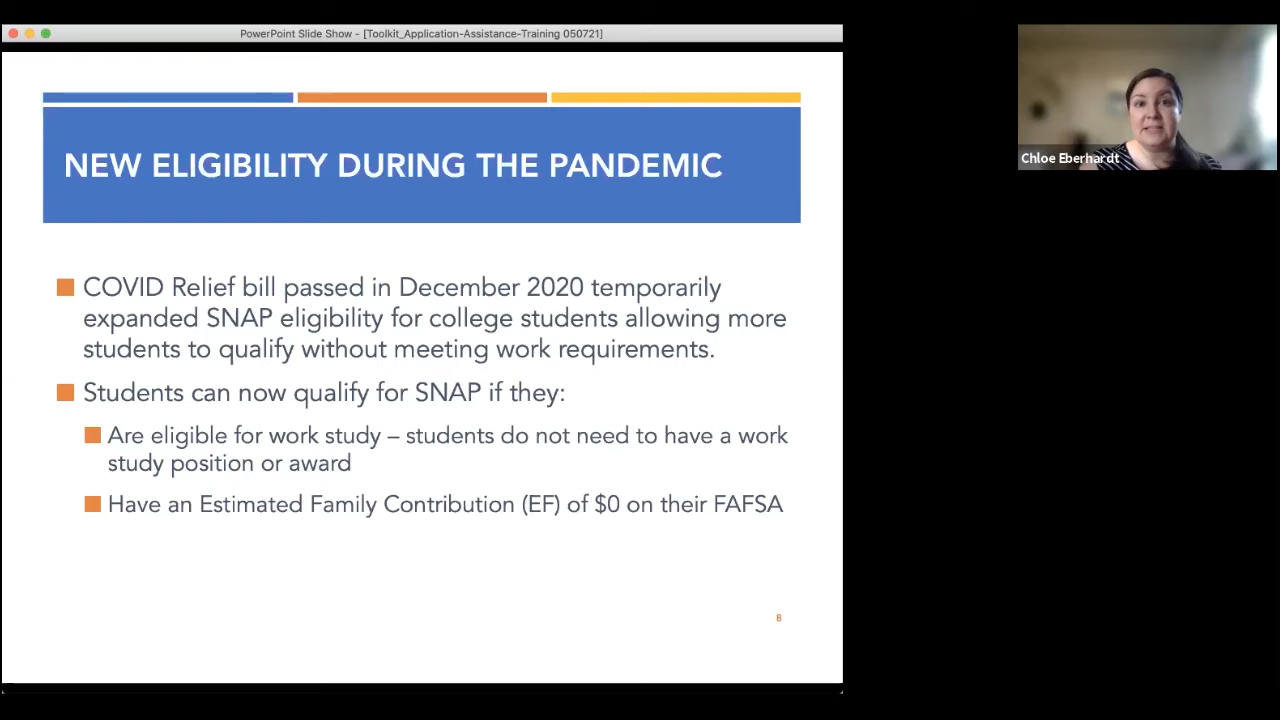 PowerPoint Slide Show - [Toolkit_Application-Assistance-Training 050721]
NEW ELIGIBILITY DURING THE PANDEMIC
COVID Relief bill passed in December 2020 temporarily
expanded SNAP eligibility for college students allowing more
students to qualify without meeting work requirements.
Students can now qualify for SNAP if they:
Are eligible for work study – students do not need to have a work
study position or award
Have an Estimated Family Contribution (EF) of $0 on their FAFSA
8
Chloe Eberhardt